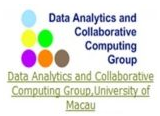 Data Analytics and
Collaborative
Computing
Group
Data Analytics and Collaborative
Computing Group,University of
Macau